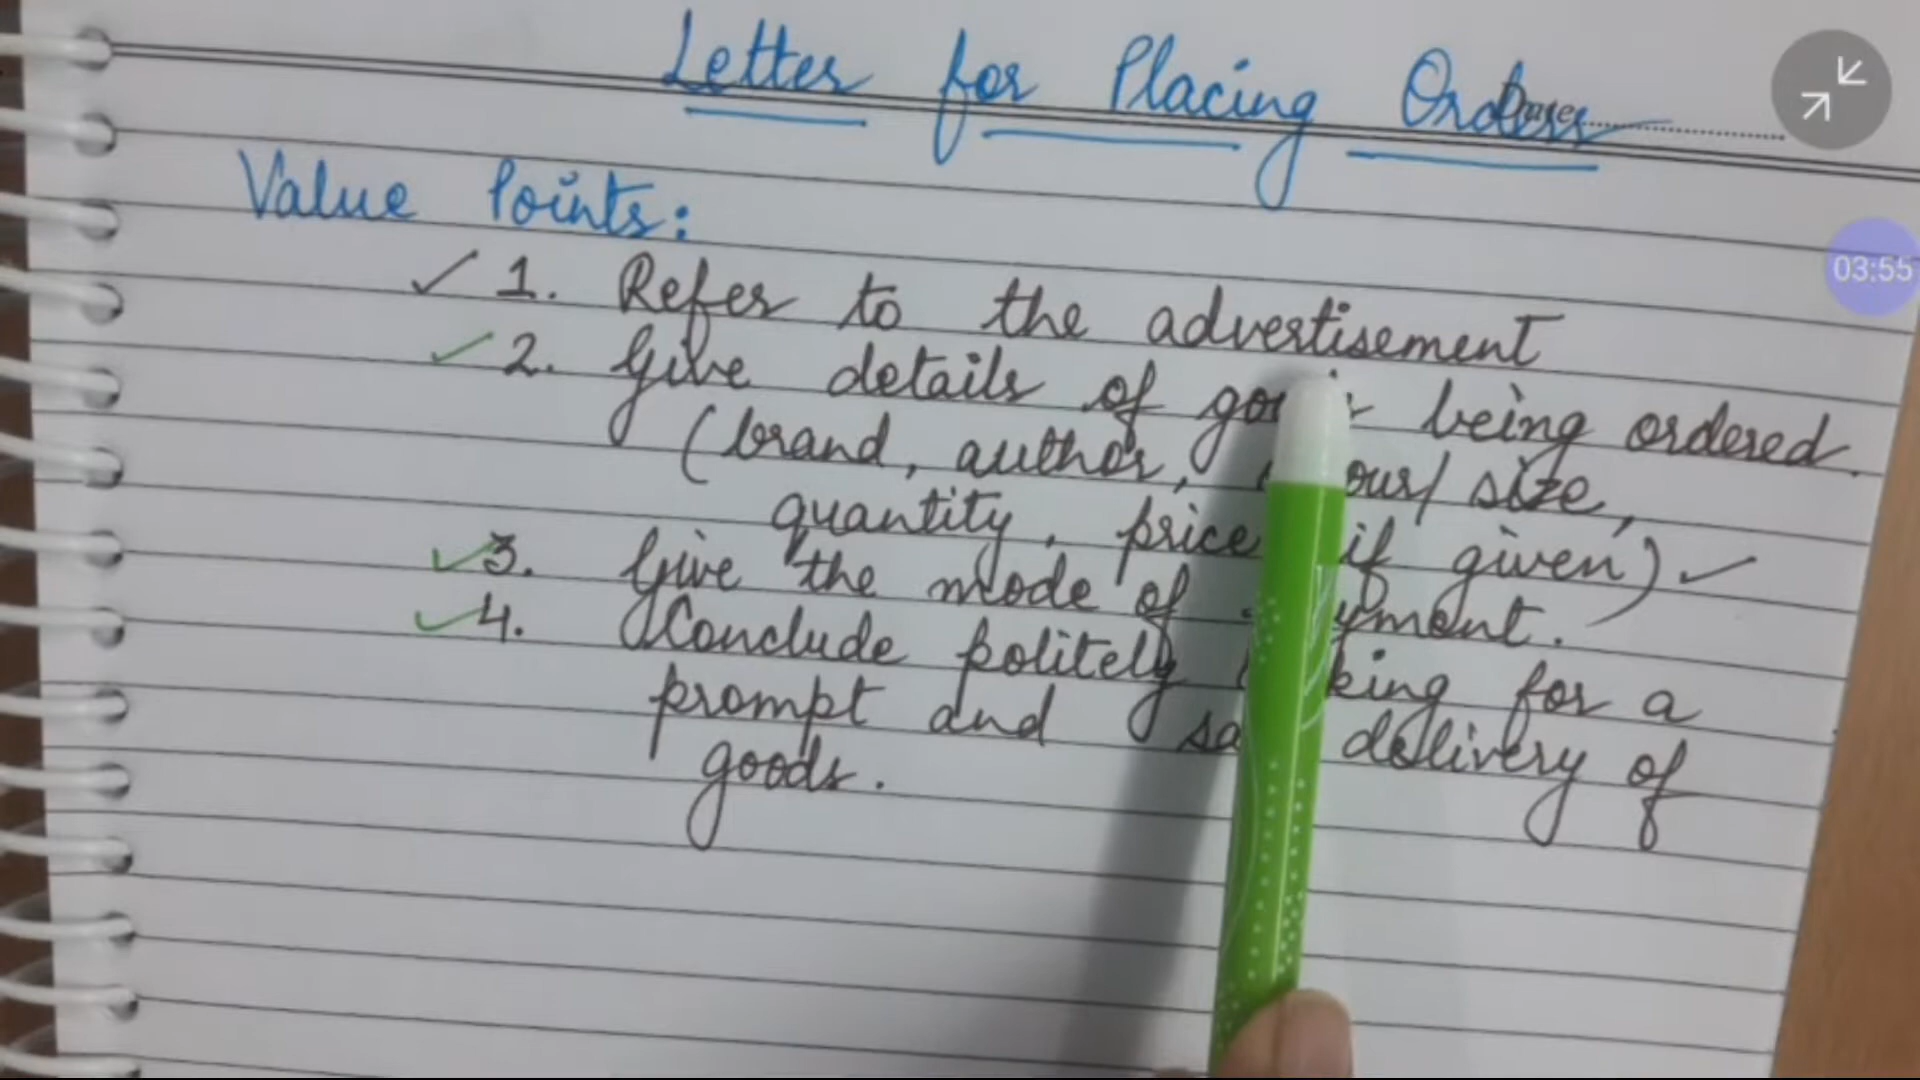 Letter for Placing Orders
Value Points:
1. Refer to the advertisement
2. Give details of being ordered.
(brand, author, size,
quantity, price if given)
3. Give the mode of
4. Conclude politely for a
prompt and delivery of
goods.
03:55